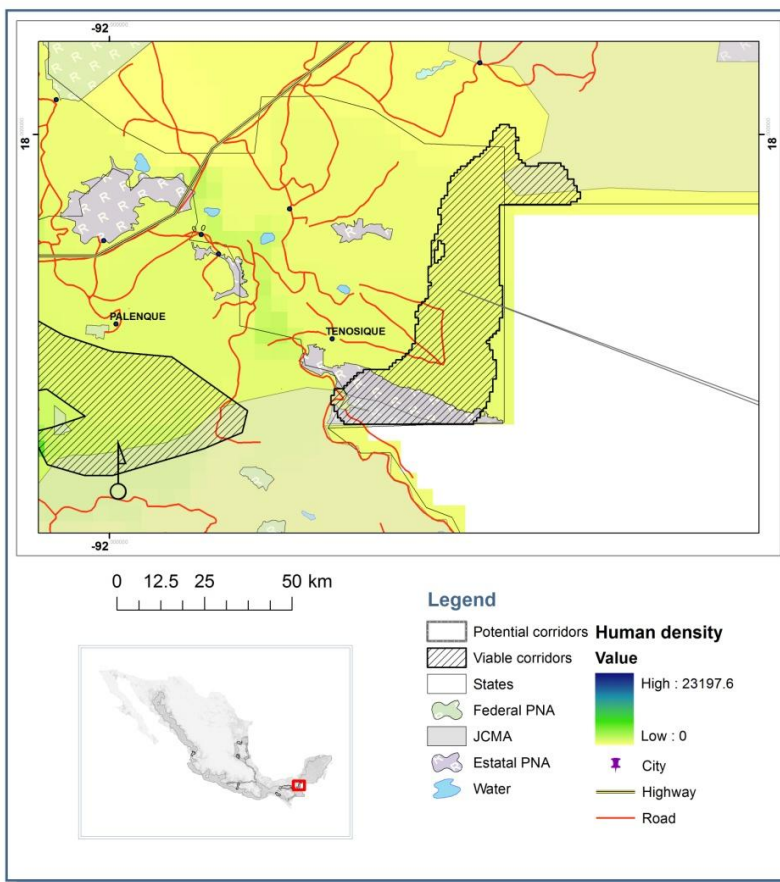 -92
18
18
PALENQUE
TENOSIQUE
-92
0 12.5 25 50 km
Legend
Potential corridors
Viable corridors
States
Federal PNA
JCMA
Estatal PNA
Water
Human density
Value
High : 23197.6
Low : 0
City
Highway
Road